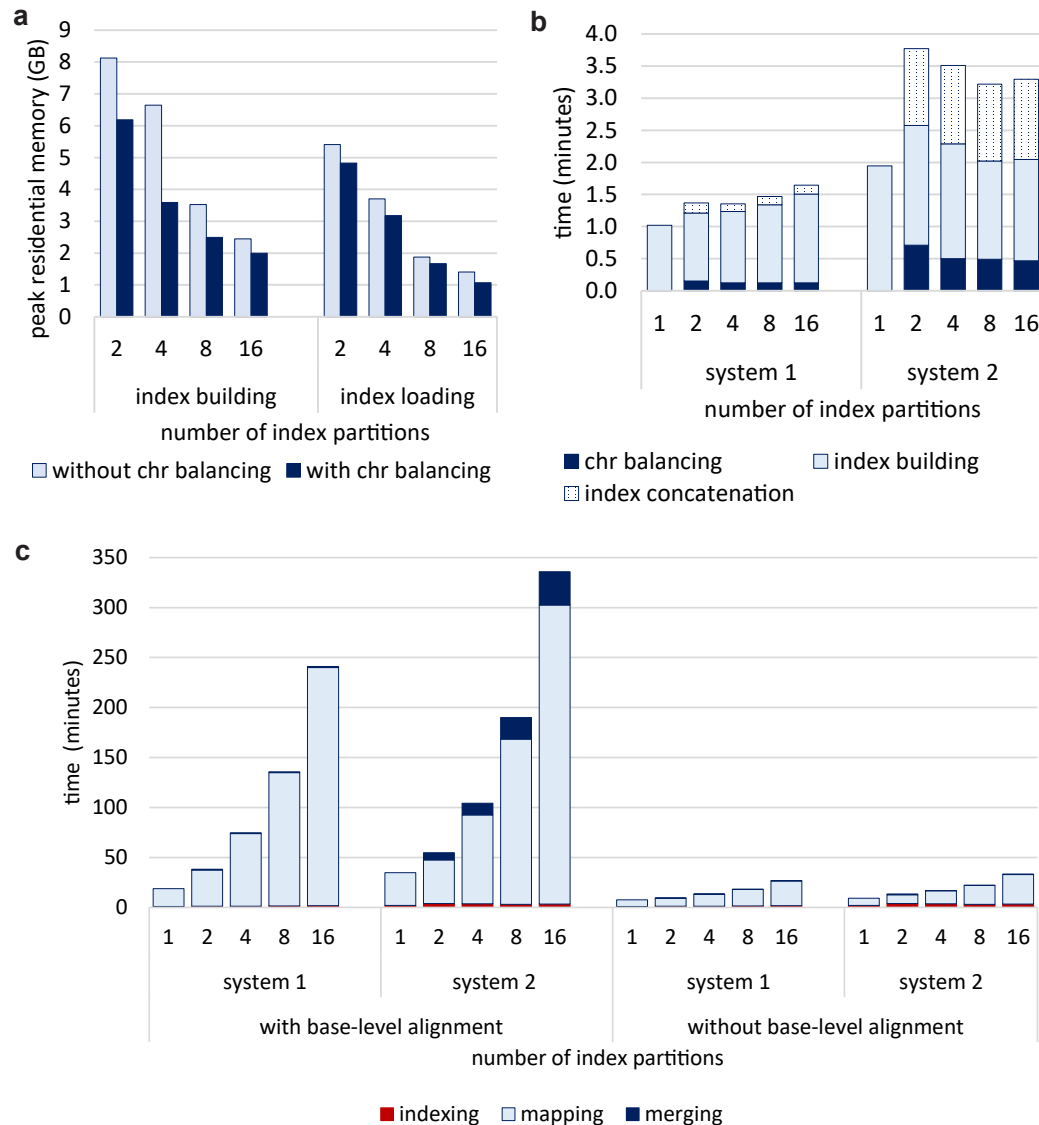 a
9
8
7
6
5
4
3
2
1
0
peak residential memory (GB)
2 4 8 16 2 4 8 16
index building index loading
number of index partitions
without chr balancing with chr balancing
b
4.0
3.5
3.0
2.5
2.0
1.5
1.0
0.5
0.0
time (minutes)
1 2 4 8 16 1 2 4 8 16
system 1 system 2
number of index partitions
chr balancing index building
index concatenation
c
350
300
250
200
150
100
50
0
time (minutes)
1 2 4 8 16 1 2 4 8 16 1 2 4 8 16 1 2 4 8 16
system 1 system 2 system 1 system 2
with base-level alignment without base-level alignment
number of index partitions
indexing mapping merging